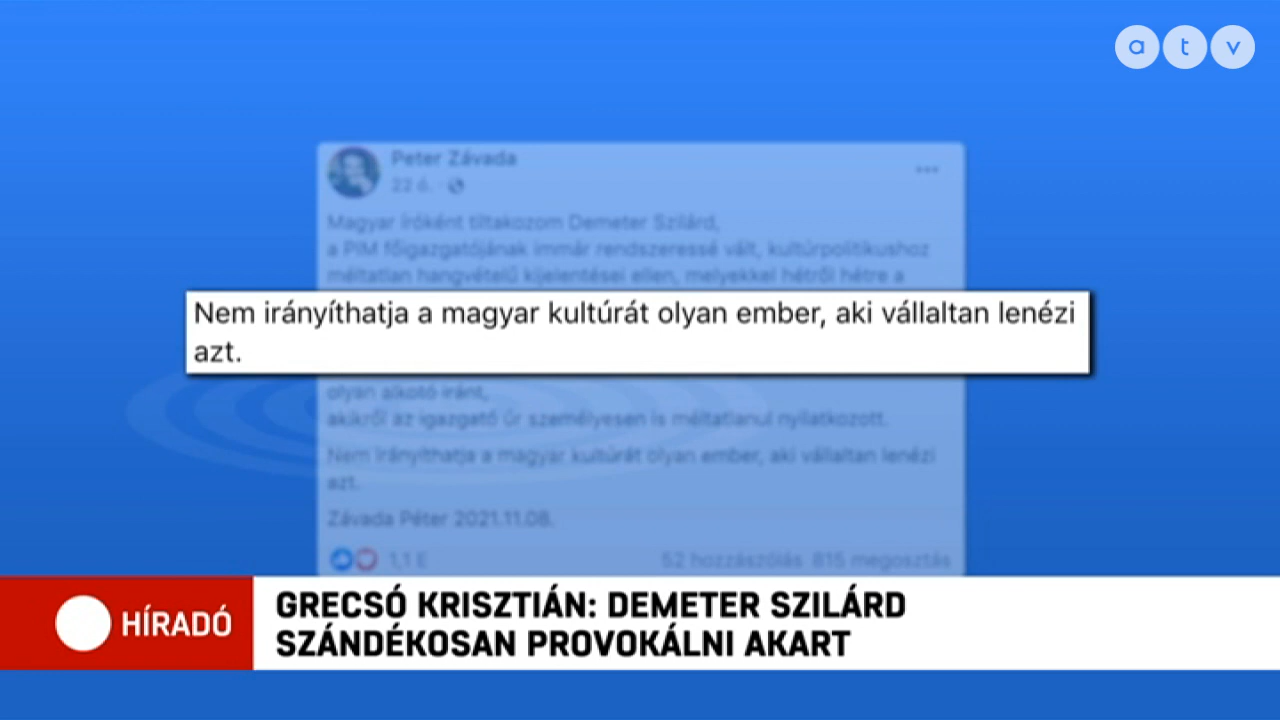 a t v
Peter Závada
22 ó.
Magyar íróként tiltakozom Demeter Szilárd,
a PIM főigazgatójának immár rendszeressé vált, kultúrpolitikushoz
méltatlan hangvételű kijelentései ellen, melyekkel hétről hétre a
Nem irányíthatja a magyar kultúrát olyan ember, aki vállaltan lenézi
azt.
olyan alkotó iránt,
akikről az igazgató úr személyesen is méltatlanul nyilatkozott.
Nem irányíthatja a magyar kultúrát olyan ember, aki vállaltan lenézi
azt.
Závada Péter 2021.11.08.
1,1 E 52 hozzászólás 815 megosztás
HÍRADÓ
GRECSÓ KRISZTIÁN: DEMETER SZILÁRD
SZÁNDÉKOSAN PROVOKÁLNI AKART